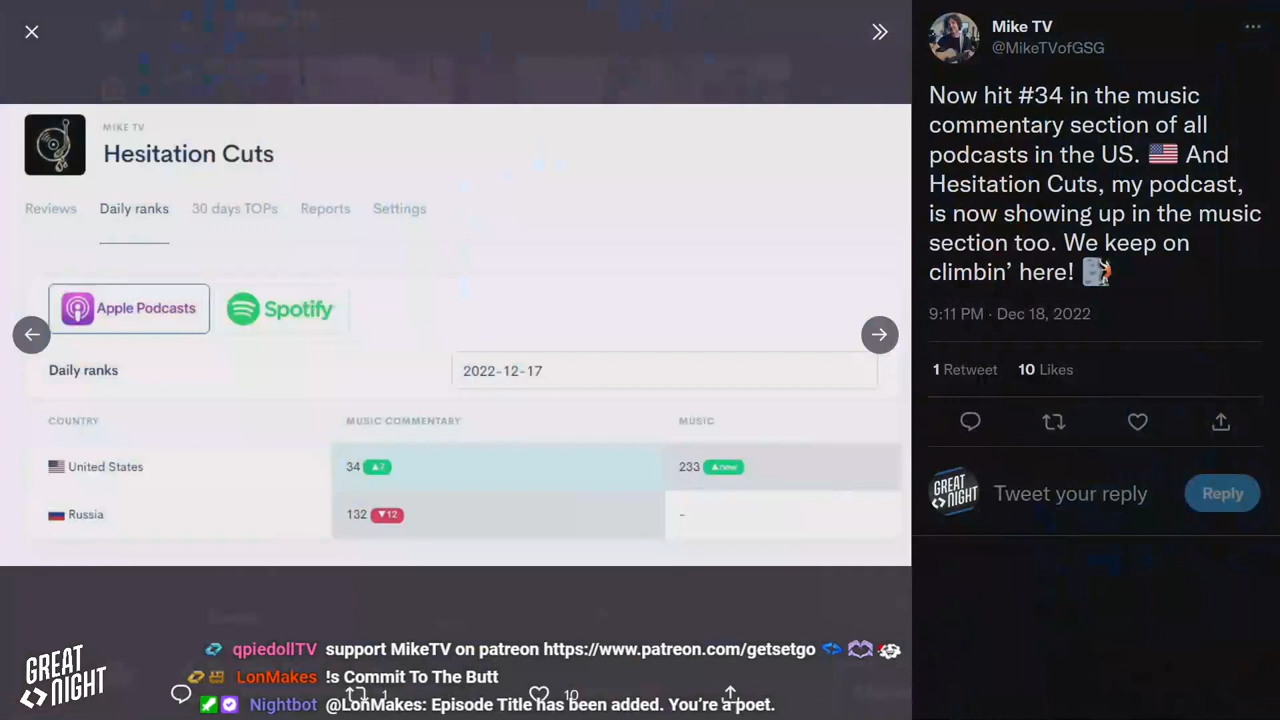 MIKE TV
Hesitation Cuts
Reviews Daily ranks 30 days TOPs Reports Settings
Apple Podcasts Spotify
Daily ranks 2022-12-17
COUNTRY MUSIC COMMENTARY MUSIC
United States 34 ▲7 233 ▲new
Russia 132 ▼12 -
Mike TV
@MikeTVofGSG
Now hit #34 in the music
commentary section of all
podcasts in the US. 🇺🇸 And
Hesitation Cuts, my podcast,
is now showing up in the music
section too. We keep on
climbin’ here! 🧗
9:11 PM · Dec 18, 2022
1 Retweet 10 Likes
GREAT NIGHT Tweet your reply Reply
GREAT
NIGHT
qpiedollTV support MikeTV on patreon https://www.patreon.com/getsetgo
LonMakes !s Commit To The Butt
1 10
Nightbot @LonMakes: Episode Title has been added. You're a poet.